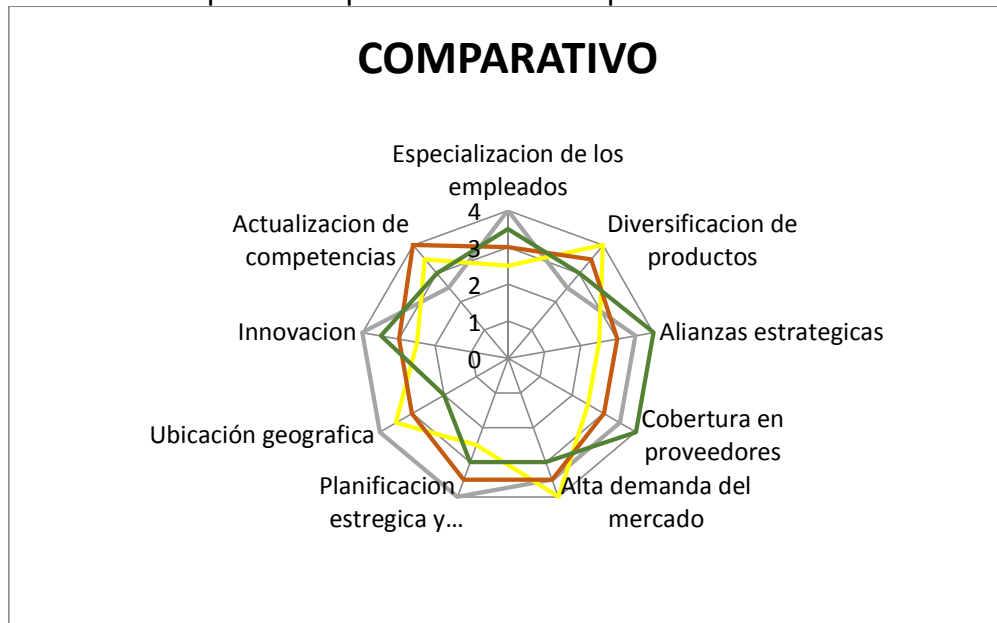 COMPARATIVO
Especializacion de los
empleados
Diversificacion de
productos
Alianzas estrategicas
Cobertura en
proveedores
Alta demanda del
mercado
Planificacion
estregica y…
Ubicación geografica
Innovacion
Actualizacion de
competencias
4
3
2
1
0